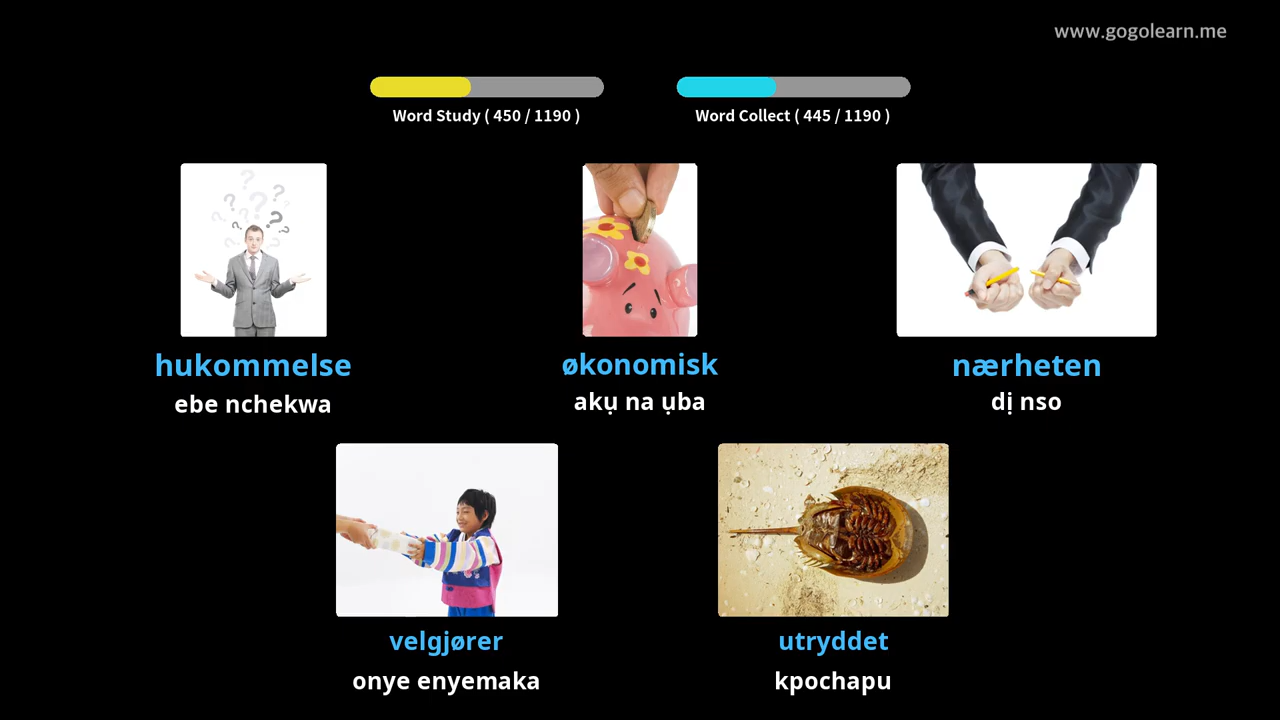 www.gogolearn.me
Word Study ( 450 / 1190 )
Word Collect ( 445 / 1190 )
hukommelse
ebe nchekwa
økonomisk
akụ na ụba
nærheten
dị nso
velgjører
onye enyemaka
utryddet
kpochapu